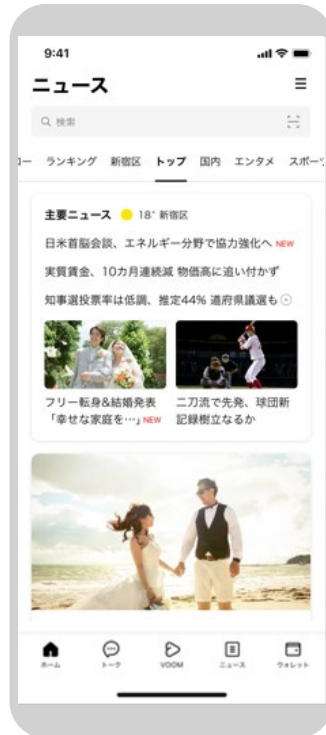 9:41
ニュース
検索
ロー ランキング 新宿区 トップ 国内 エンタメ スポーツ
主要ニュース 18° 新宿区
日米首脳会談、エネルギー分野で協力強化へ NEW
実質賃金、10カ月連続減 物価高に追い付かず
知事選投票率は低調、推定44% 道府県議選も
フリー転身&結婚発表
「幸せな家庭を…」NEW
二刀流で先発、球団新
記録樹立なるか
ホーム トーク VOOM ニュース ウォレット